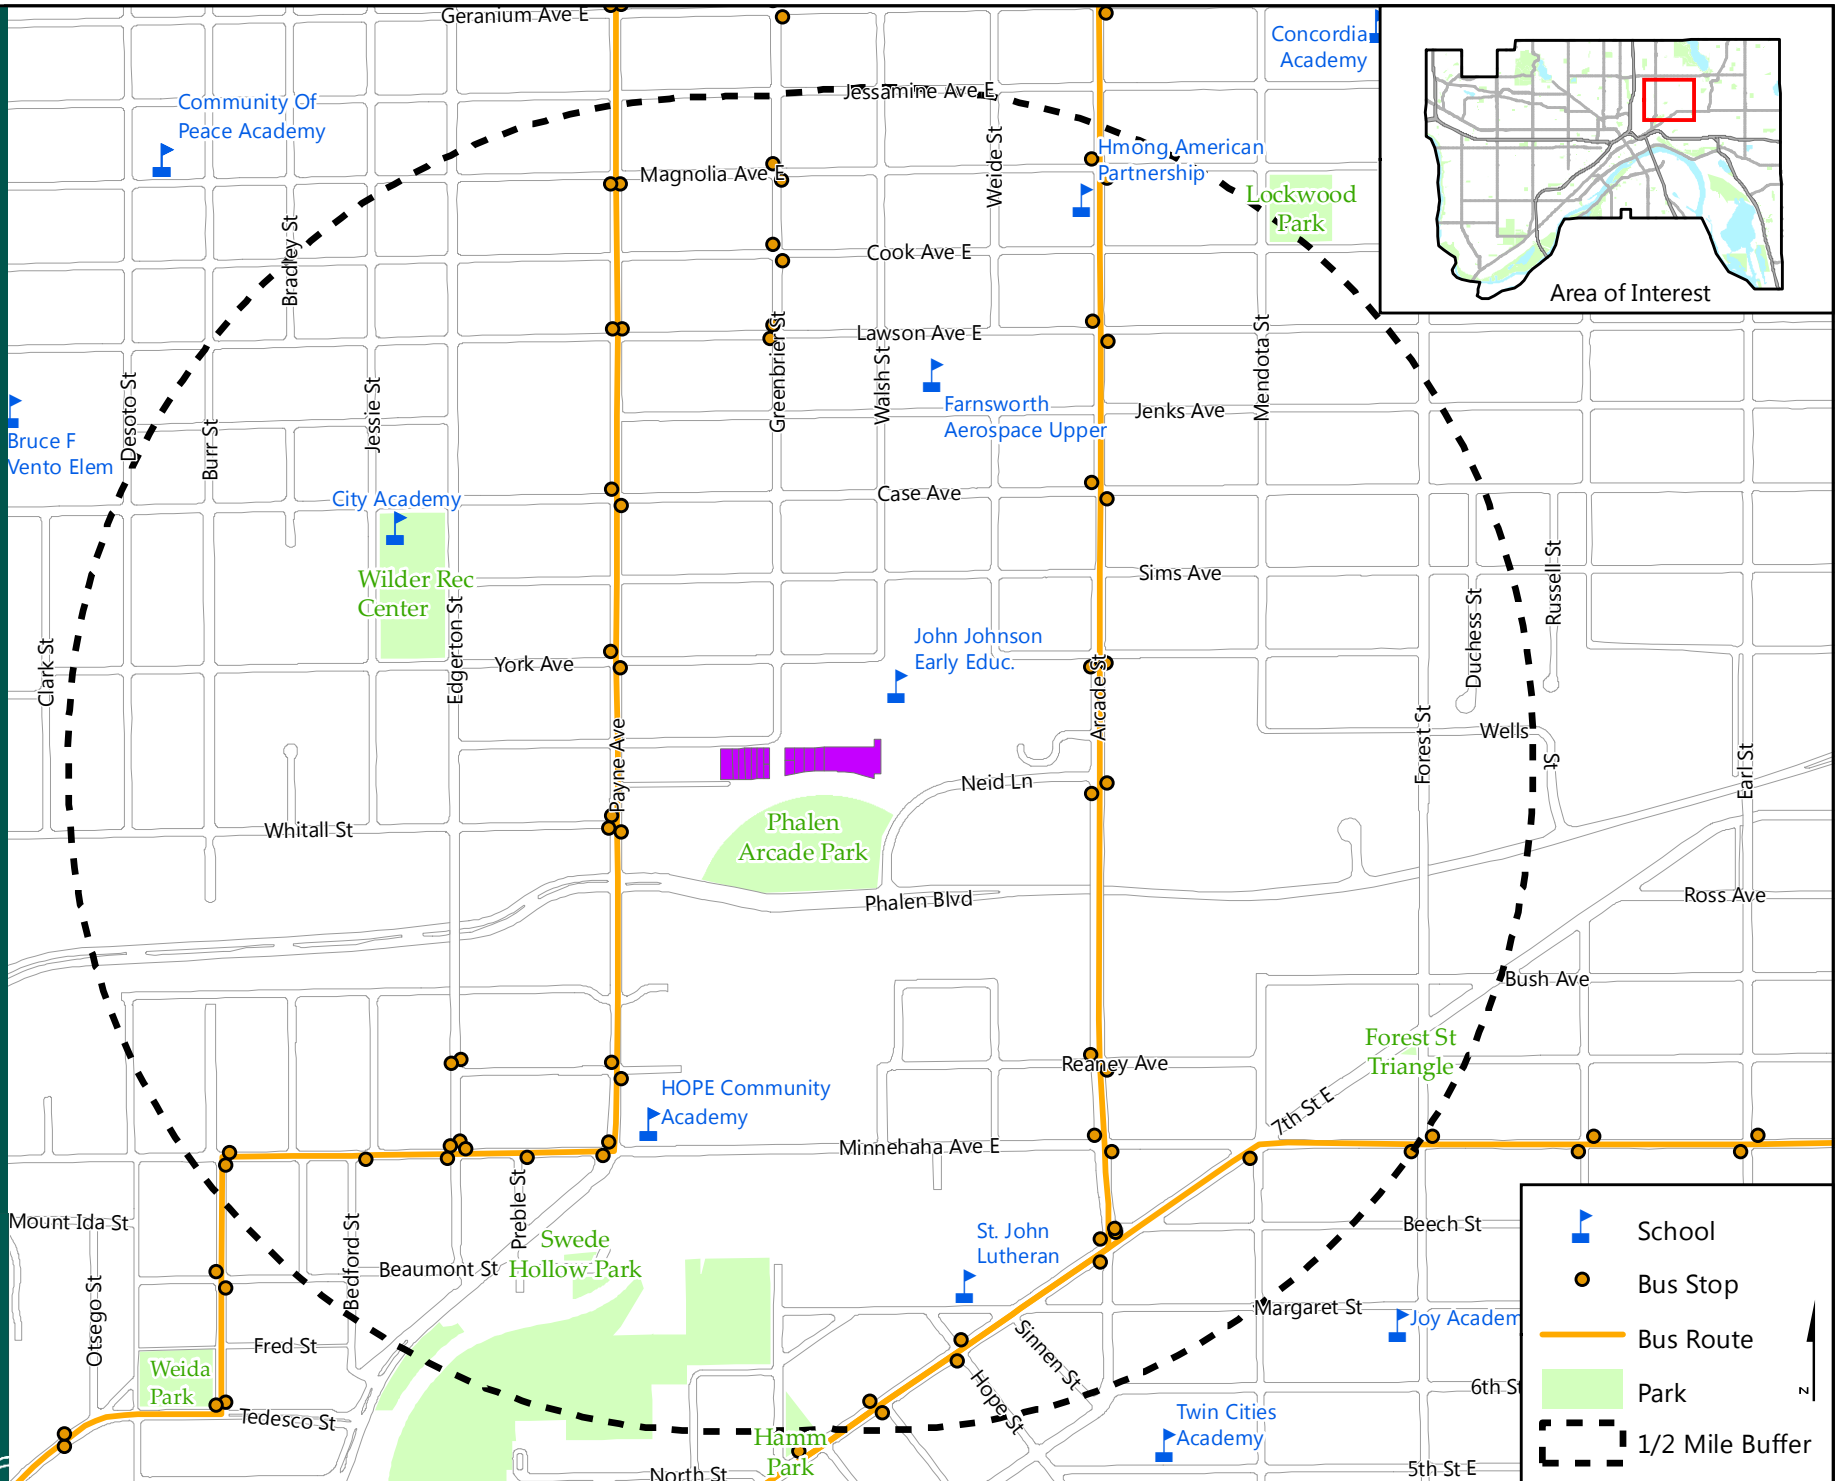 Geranium Ave E
Concordia
Academy
Community Of
Peace Academy
Jessamine Ave E
Hmong American
Partnership
Magnolia Ave E
Weide St
Lockwood
Park
Bradley St
Cook Ave E
Area of Interest
Lawson Ave E
Greenbrier St
Walsh St
Mendota St
Desoto St
Burr St
Jessie St
Farnsworth
Aerospace Upper
Jenks Ave
Bruce F
Vento Elem
City Academy
Case Ave
Wilder Rec
Center
Sims Ave
Russell St
Duchess St
Clark St
Edgerton St
York Ave
John Johnson
Early Educ.
Arcade St
Forest St
Wells
St
Earl St
Payne Ave
Neid Ln
Whitall St
Phalen
Arcade Park
Phalen Blvd
Ross Ave
Bush Ave
Reaney Ave
Forest St
Triangle
HOPE Community
Academy
7th St E
Minnehaha Ave E
Preble St
Mount Ida St
Bedford St
Otsego St
Beaumont St
Swede
Hollow Park
St. John
Lutheran
Beech St
Margaret St
Joy Academ
Fred St
Weida
Park
Tedesco St
Sinnen St
Hope St
6th St
Twin Cities
Academy
Hamm
Park
North St
5th St E
School
Bus Stop
Bus Route
Park
1/2 Mile Buffer
N